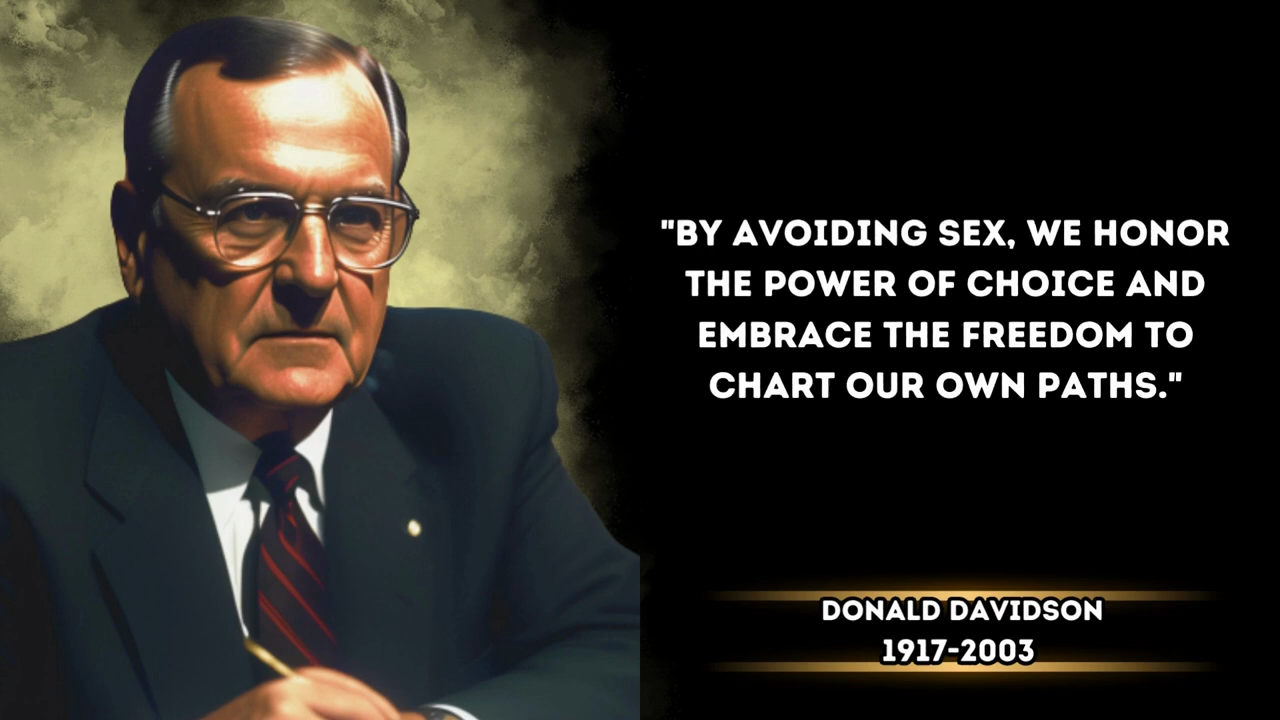 "BY AVOIDING SEX, WE HONOR
THE POWER OF CHOICE AND
EMBRACE THE FREEDOM TO
CHART OUR OWN PATHS."
DONALD DAVIDSON
1917-2003